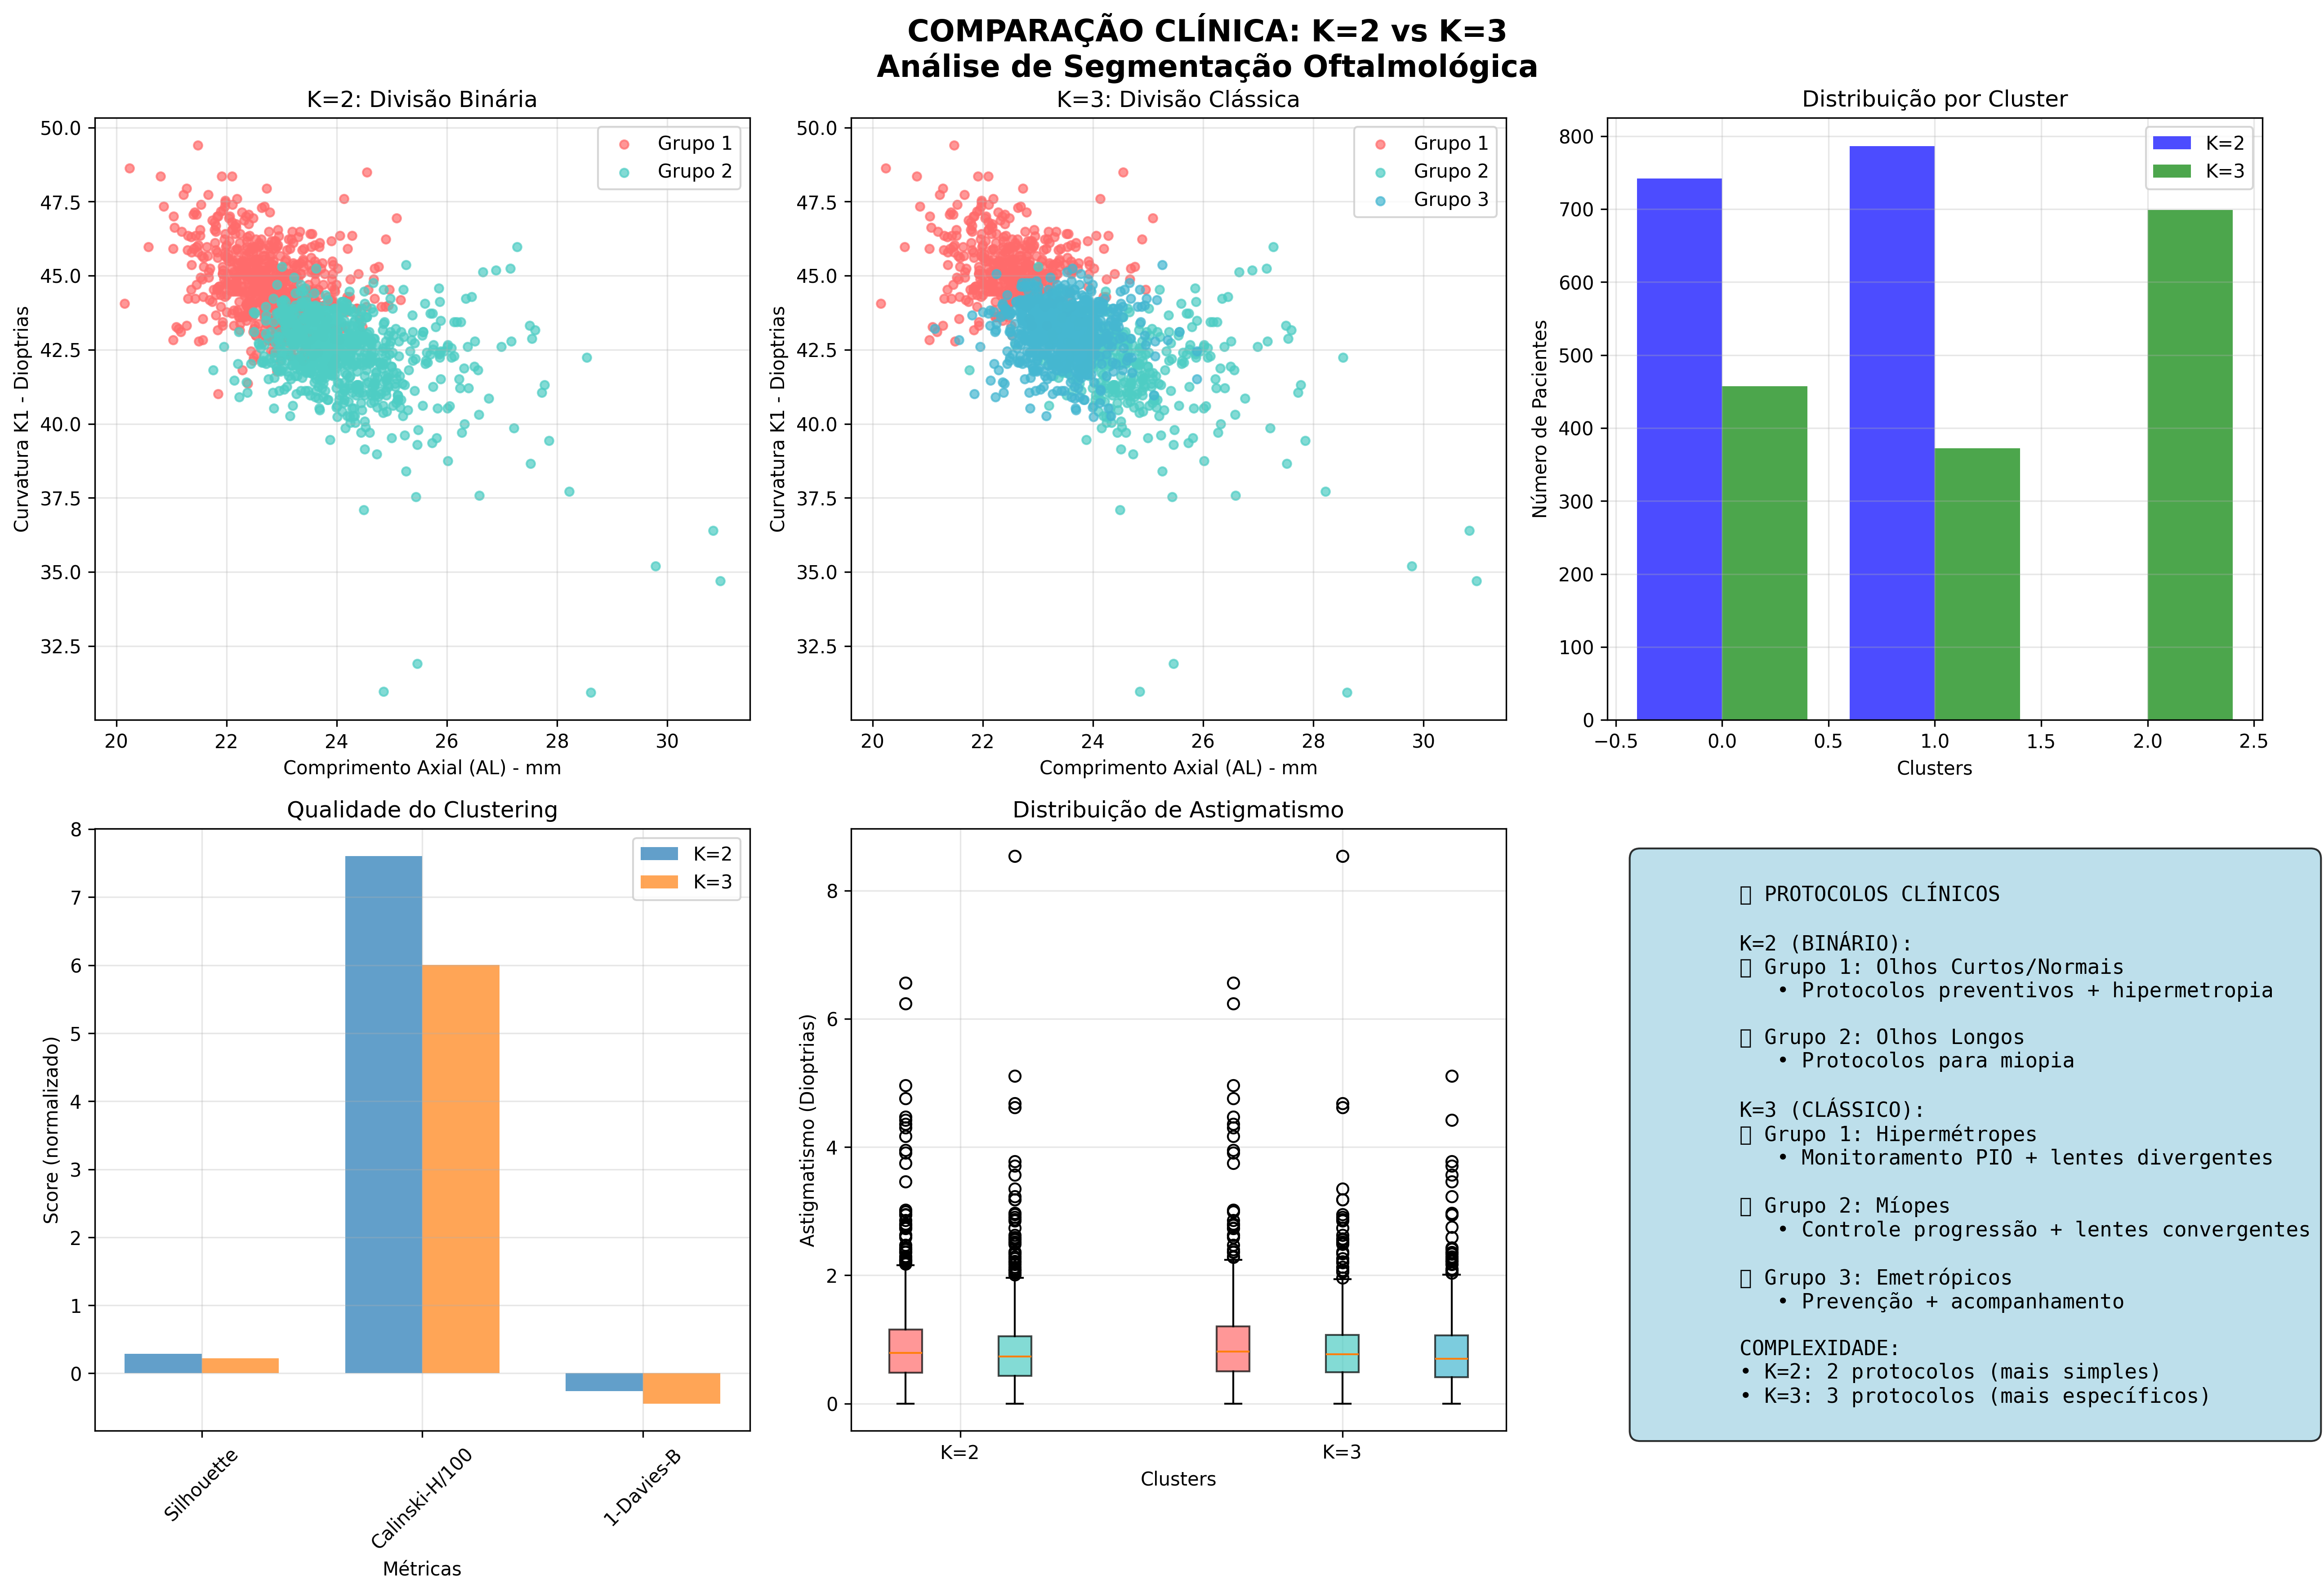 COMPARAÇÃO CLÍNICA: K=2 vs K=3
Análise de Segmentação Oftalmológica
K=2: Divisão Binária
Curvatura K1 - Dioptrias
50.0
47.5
45.0
42.5
40.0
37.5
35.0
32.5
20
22
24
26
28
30
Comprimento Axial (AL) - mm
Grupo 1
Grupo 2
K=3: Divisão Clássica
Curvatura K1 - Dioptrias
50.0
47.5
45.0
42.5
40.0
37.5
35.0
32.5
20
22
24
26
28
30
Comprimento Axial (AL) - mm
Grupo 1
Grupo 2
Grupo 3
Distribuição por Cluster
Número de Pacientes
800
700
600
500
400
300
200
100
0
−0.5
0.0
0.5
1.0
1.5
2.0
2.5
Clusters
K=2
K=3
Qualidade do Clustering
Score (normalizado)
8
7
6
5
4
3
2
1
0
Silhouette
Calinski-H/100
1-Davies-B
Métricas
K=2
K=3
Distribuição de Astigmatismo
Astigmatismo (Dioptrias)
8
6
4
2
0
K=2
K=3
Clusters
PROTOCOLOS CLÍNICOS
K=2 (BINÁRIO):
Grupo 1: Olhos Curtos/Normais
• Protocolos preventivos + hipermetropia
Grupo 2: Olhos Longos
• Protocolos para miopia
K=3 (CLÁSSICO):
Grupo 1: Hipermétropes
• Monitoramento PIO + lentes divergentes
Grupo 2: Míopes
• Controle progressão + lentes convergentes
Grupo 3: Emetrópicos
• Prevenção + acompanhamento
COMPLEXIDADE:
• K=2: 2 protocolos (mais simples)
• K=3: 3 protocolos (mais específicos)